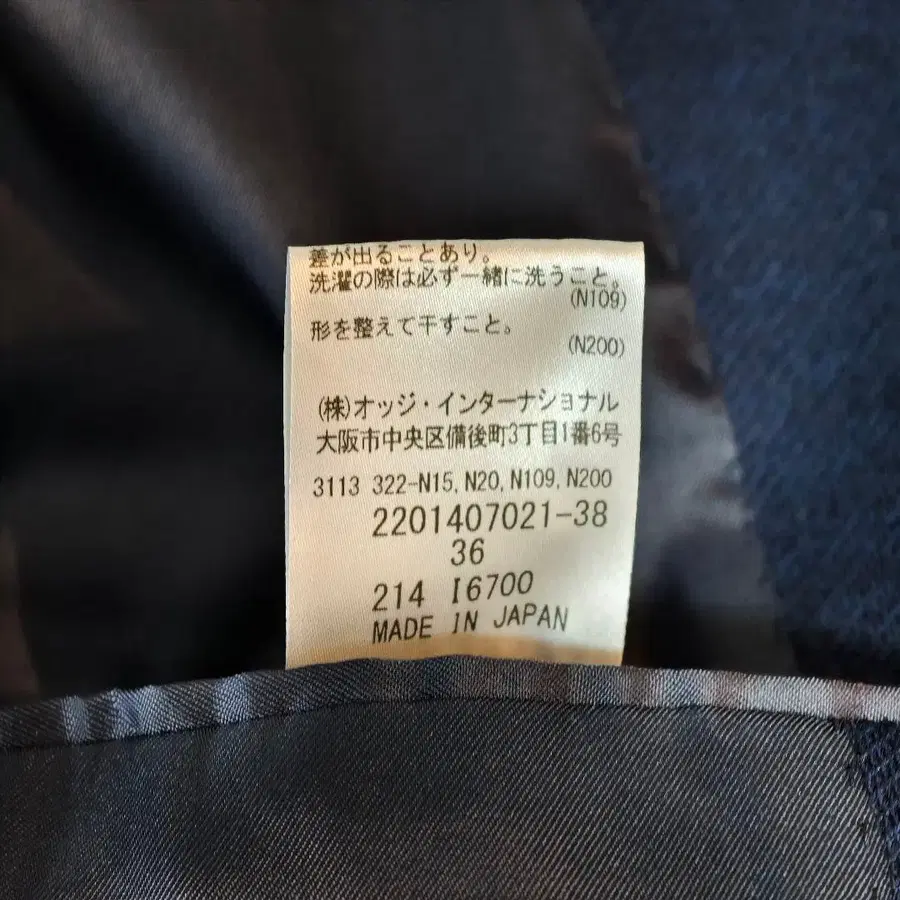 差が出ることあり。
洗濯の際は必ず一緒に洗うこと。
(N109)
形を整えて干すこと。
(N200)
(株)オッジ・インターナショナル
大阪市中央区備後町3丁目1番6号
3113 322-N15, N20, N109, N200
2201407021-38
36
214 I6700
MADE IN JAPAN